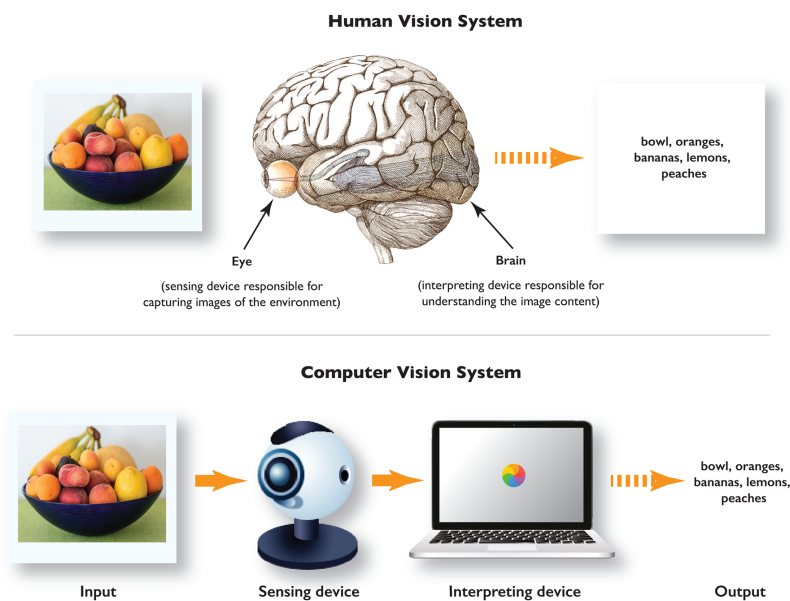 Human Vision System
bowl, oranges,
bananas, lemons,
peaches
Eye
(sensing device responsible for
capturing images of the environment)
Brain
(interpreting device responsible for
understanding the image content)
Computer Vision System
bowl, oranges,
bananas, lemons,
peaches
Input
Sensing device
Interpreting device
Output